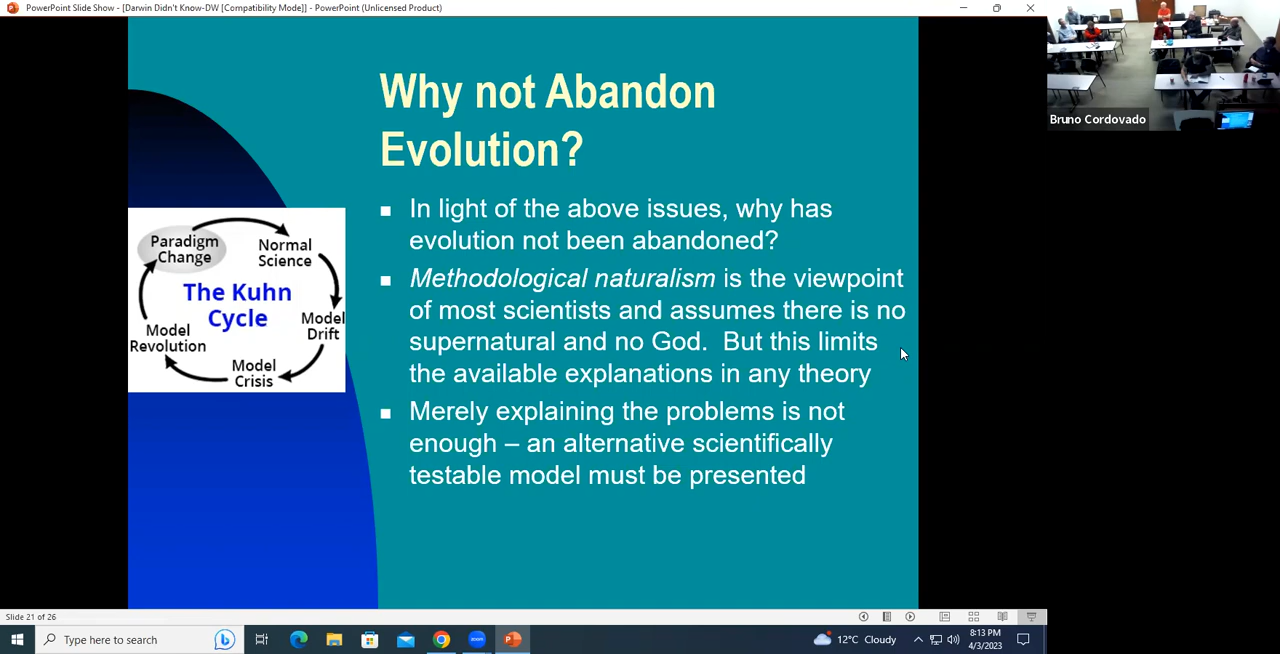 PowerPoint Slide Show - [Darwin Didn't Know-DW [Compatibility Mode]] - PowerPoint (Unlicensed Product)
Bruno Cordovado
Why not Abandon
Evolution?
In light of the above issues, why has
evolution not been abandoned?
Methodological naturalism is the viewpoint
of most scientists and assumes there is no
supernatural and no God. But this limits
the available explanations in any theory
Merely explaining the problems is not
enough – an alternative scientifically
testable model must be presented
Paradigm
Change
Normal
Science
The Kuhn
Cycle
Model
Drift
Model
Revolution
Model
Crisis
Slide 21 of 26
Type here to search
zoom
12°C Cloudy
8:13 PM
4/3/2023